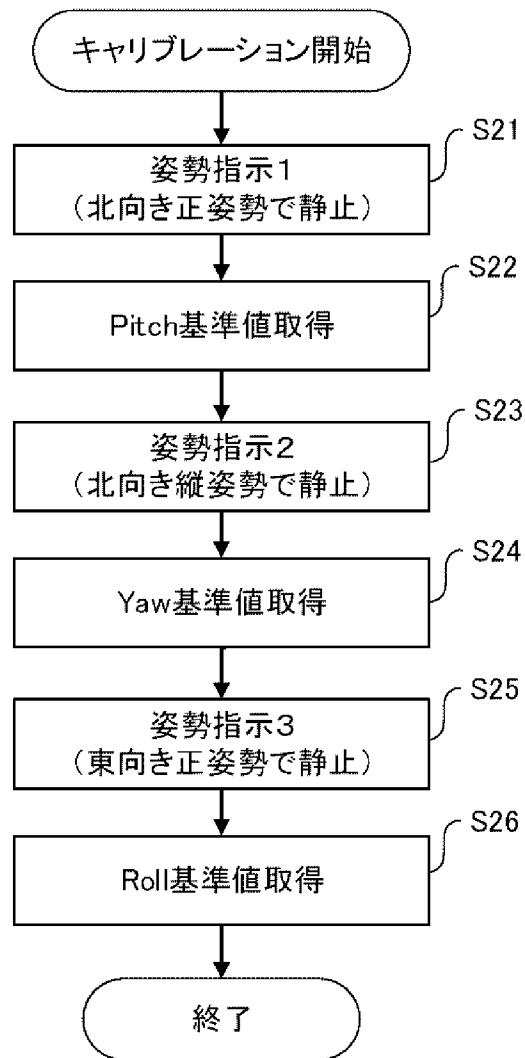 キャリブレーション開始
S21
姿勢指示1
（北向き正姿勢で静止）
S22
Pitch基準値取得
S23
姿勢指示2
（北向き縦姿勢で静止）
S24
Yaw基準値取得
S25
姿勢指示3
（東向き正姿勢で静止）
S26
Roll基準値取得
終了